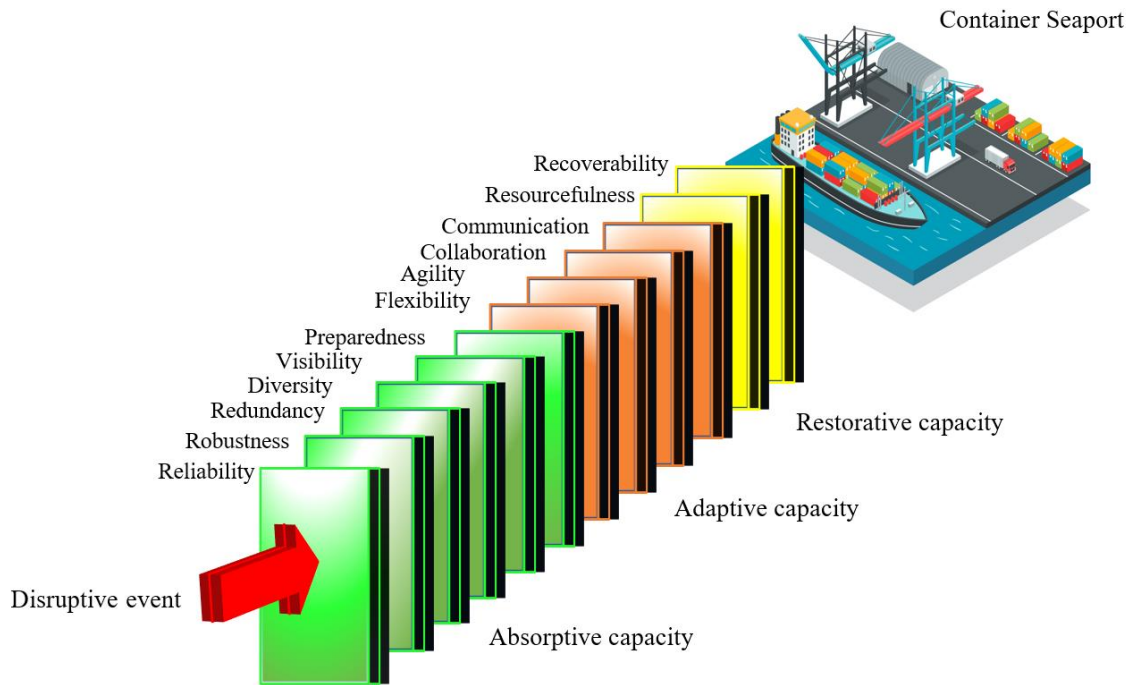 Container Seaport
Recoverability
Resourcefulness
Communication
Collaboration
Agility
Flexibility
Preparedness
Visibility
Diversity
Redundancy
Robustness
Reliability
Restorative capacity
Adaptive capacity
Disruptive event
Absorptive capacity